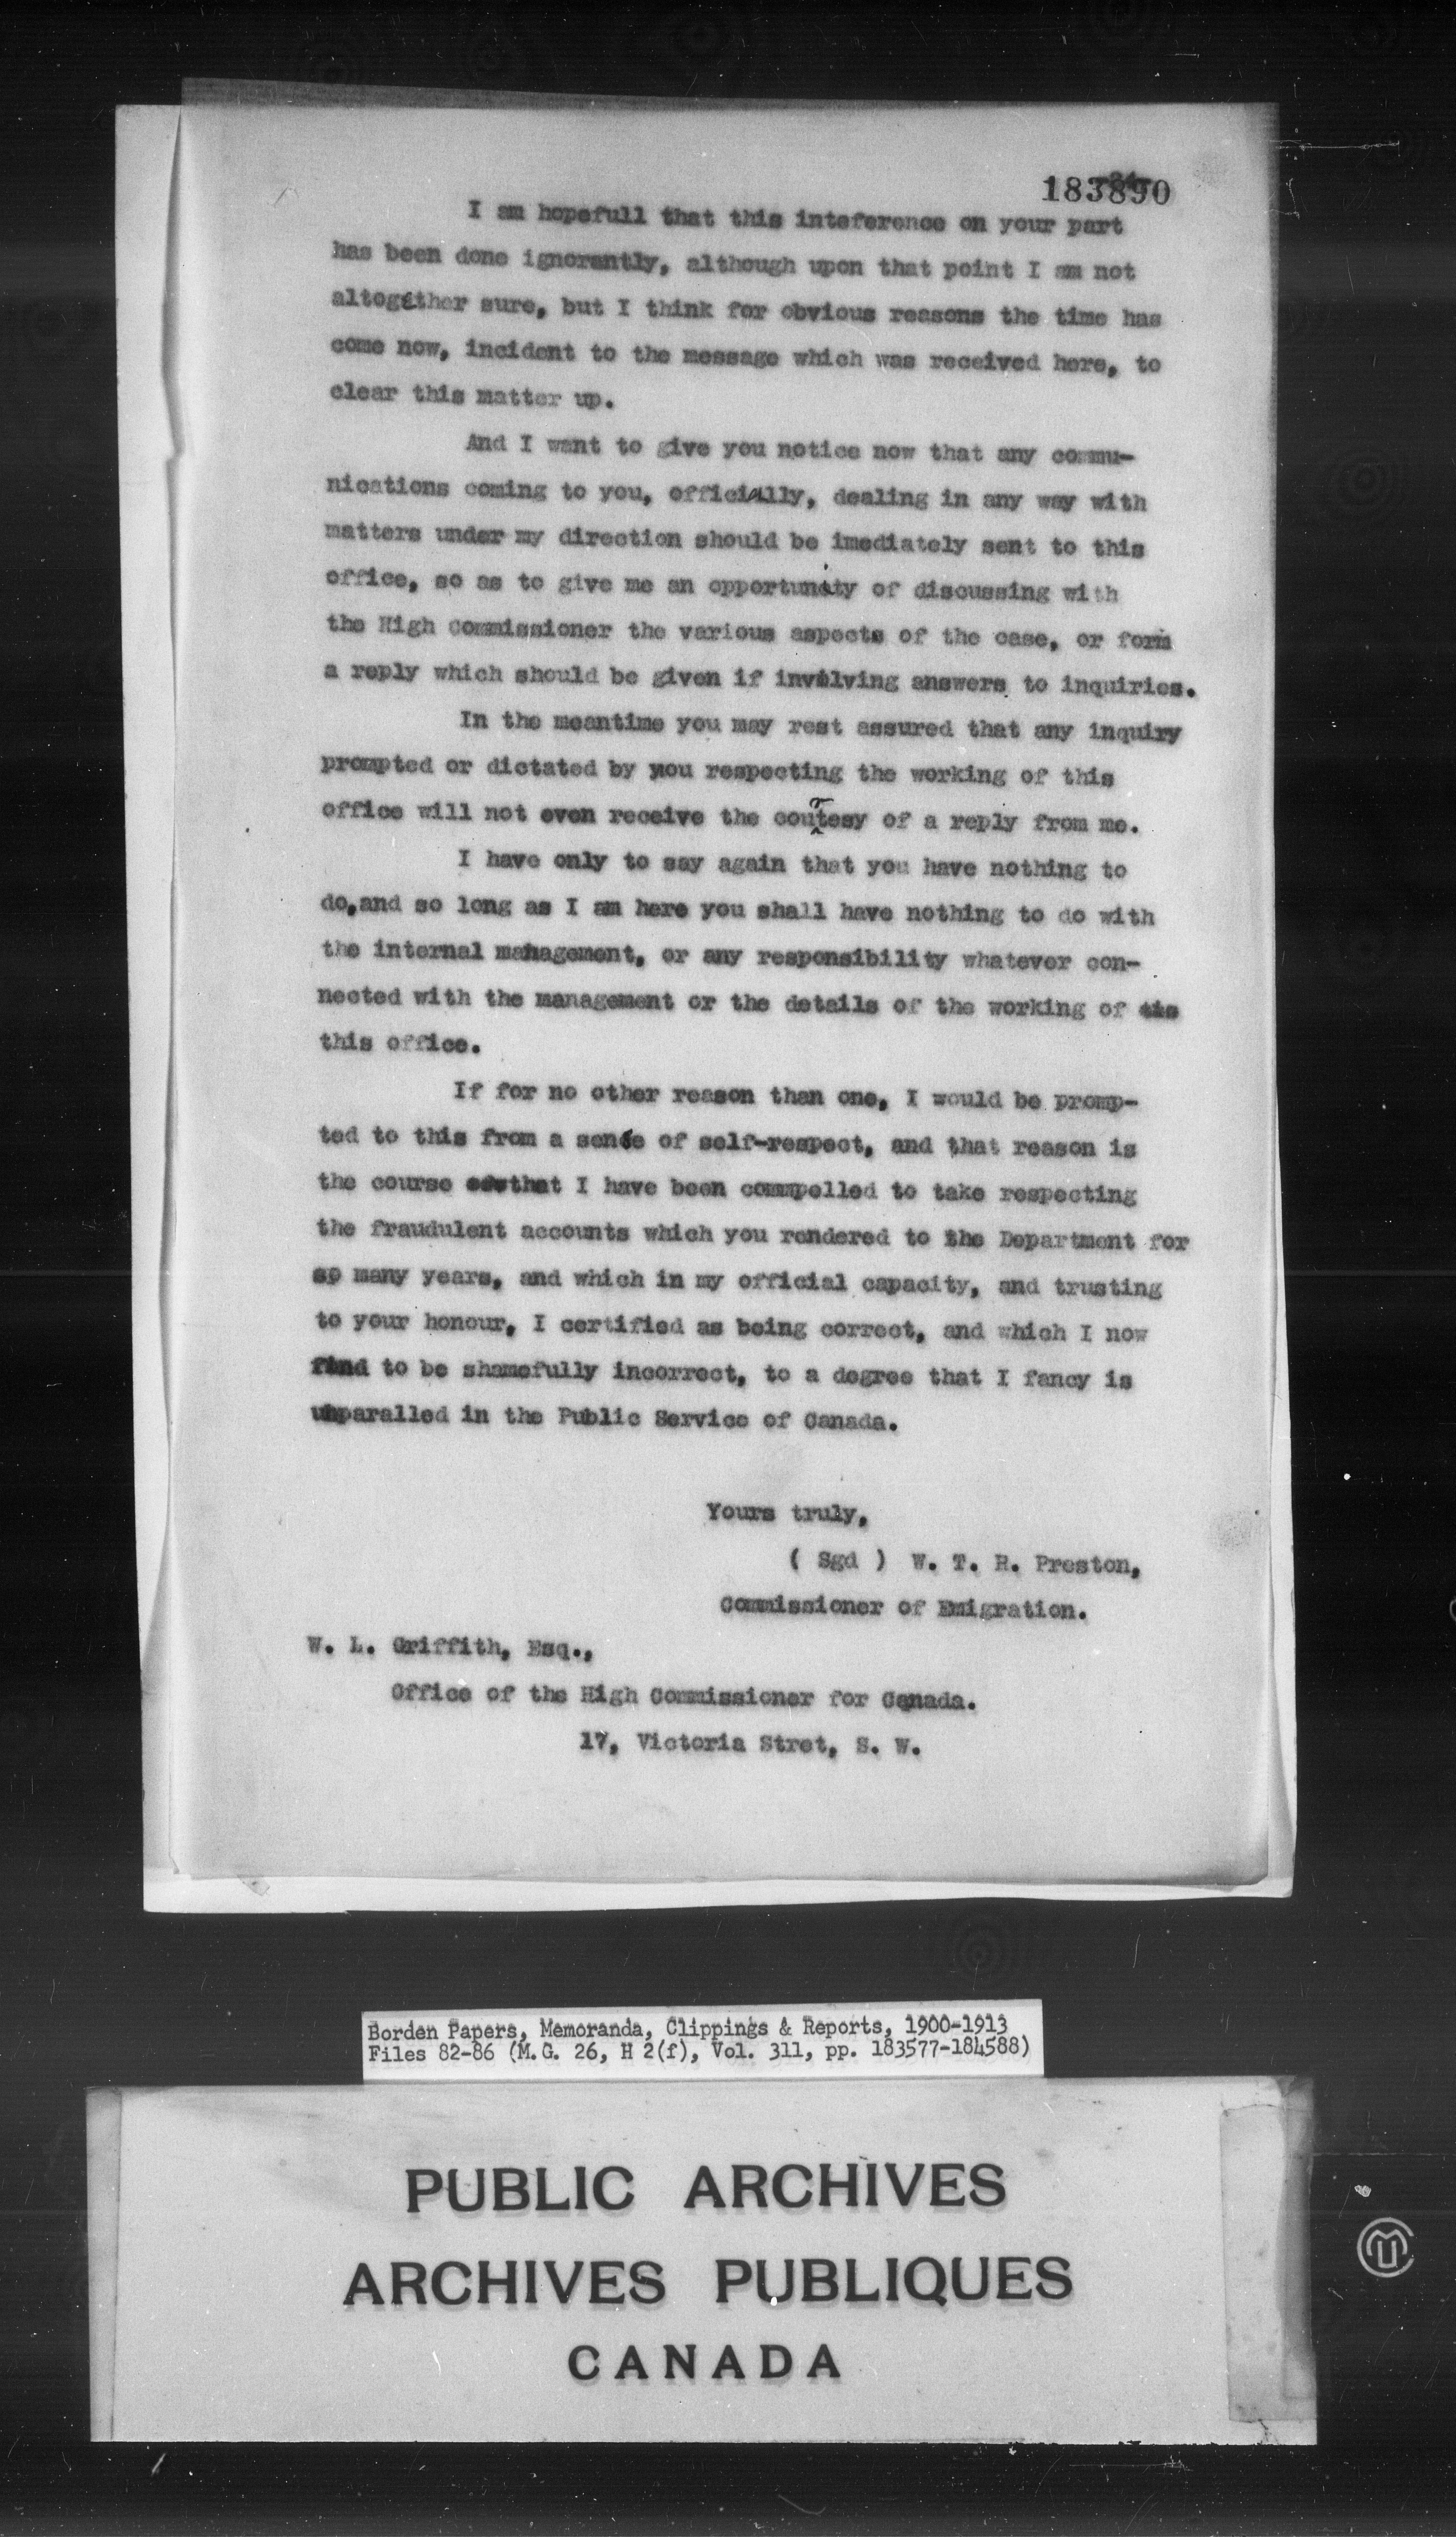 183890
I am hopefull that this inteference on your part
has been done ignorantly, although upon that point I am not
altogether sure, but I think for obvious reasons the time has
come now, incident to the message which was received here, to
clear this matter up.
And I want to give you notice now that any commu-
nications coming to you, officially, dealing in any way with
matters under my direction should be imediately sent to this
office, so as to give me an opportunity of discussing with
the High Commissioner the various aspects of the case, or form
a reply which should be given if involving answers to inquiries.
In the meantime you may rest assured that any inquiry
prompted or dictated by you respecting the working of this
office will not even receive the courtesy of a reply from me.
I have only to say again that you have nothing to
do,and so long as I am here you shall have nothing to do with
the internal management, or any responsibility whatever con-
nected with the management or the details of the working of
this office.
If for no other reason than one, I would be promp-
ted to this from a sense of self-respect, and that reason is
the course that I have been commpelled to take respecting
the fraudulent accounts which you rendered to the Department for
so many years, and which in my official capacity, and trusting
to your honour, I certified as being correct, and which I now
find to be shamefully incorrect, to a degree that I fancy is
unparalled in the Public Service of Canada.
Yours truly,
( Sgd ) W. T. R. Preston,
Commissioner of Emigration.
W. L. Griffith, Esq.,
Office of the High Commissioner for Canada.
17, Victoria Stret, S. W.
Borden Papers, Memoranda, Clippings & Reports, 1900-1913
Files 82-86 (M.G. 26, H 2(f), Vol. 311, pp. 183577-184588)
PUBLIC ARCHIVES
ARCHIVES PUBLIQUES
CANADA